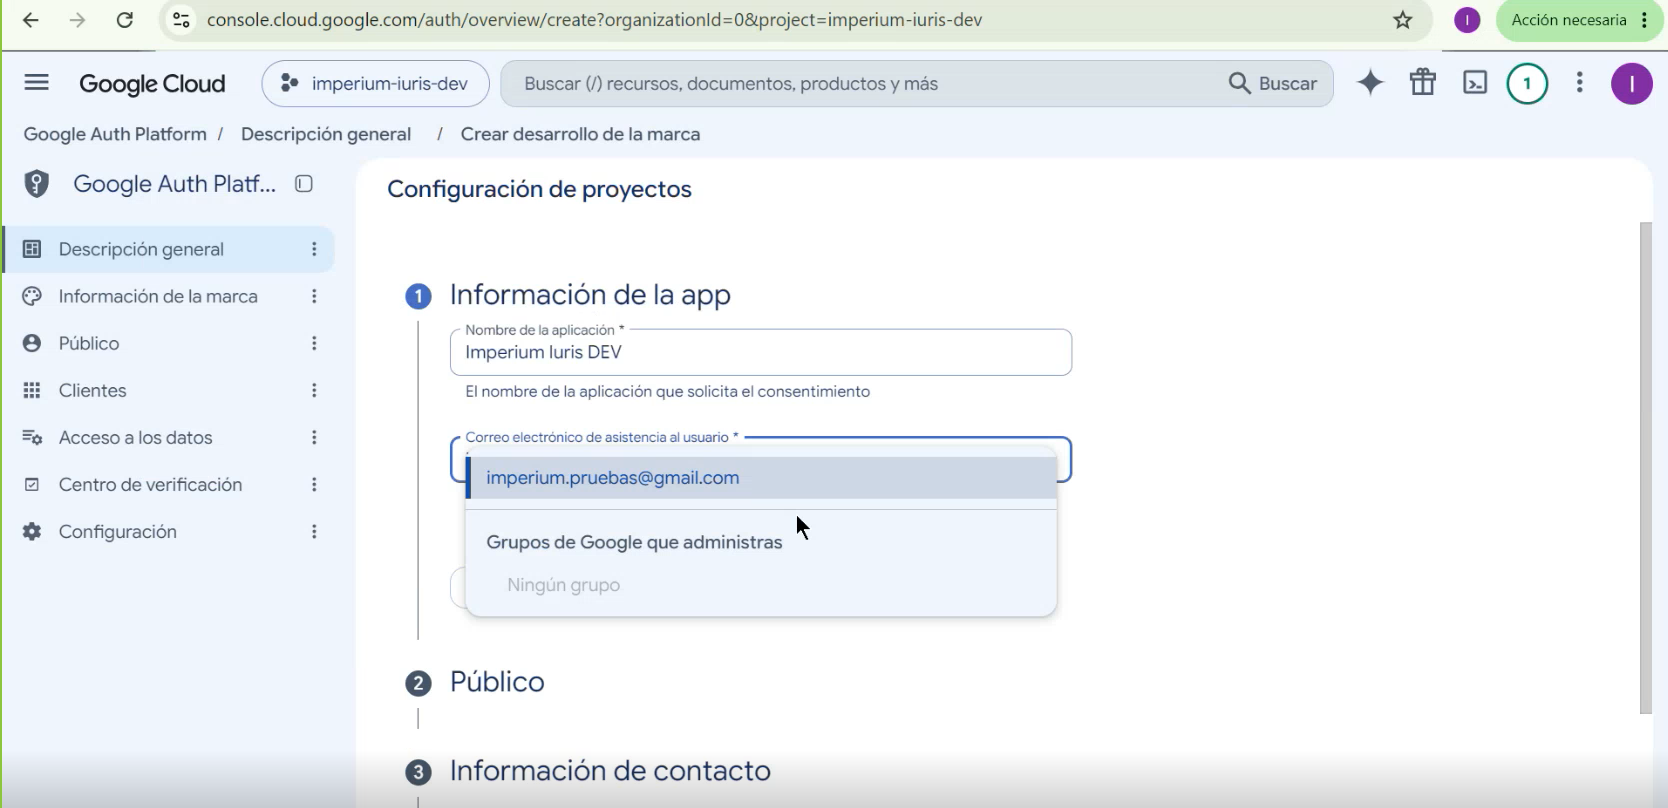 console.cloud.google.com/auth/overview/create?organizationId=0&project=imperium-iuris-dev
I
Acción necesaria
Google Cloud
imperium-iuris-dev
Buscar (/) recursos, documentos, productos y más
Buscar
1
I
Google Auth Platform / Descripción general / Crear desarrollo de la marca
Google Auth Platf...
Descripción general
Información de la marca
Público
Clientes
Acceso a los datos
Centro de verificación
Configuración
Configuración de proyectos
1 Información de la app
Nombre de la aplicación *
Imperium Iuris DEV
El nombre de la aplicación que solicita el consentimiento
Correo electrónico de asistencia al usuario *
imperium.pruebas@gmail.com
Grupos de Google que administras
Ningún grupo
2 Público
3 Información de contacto